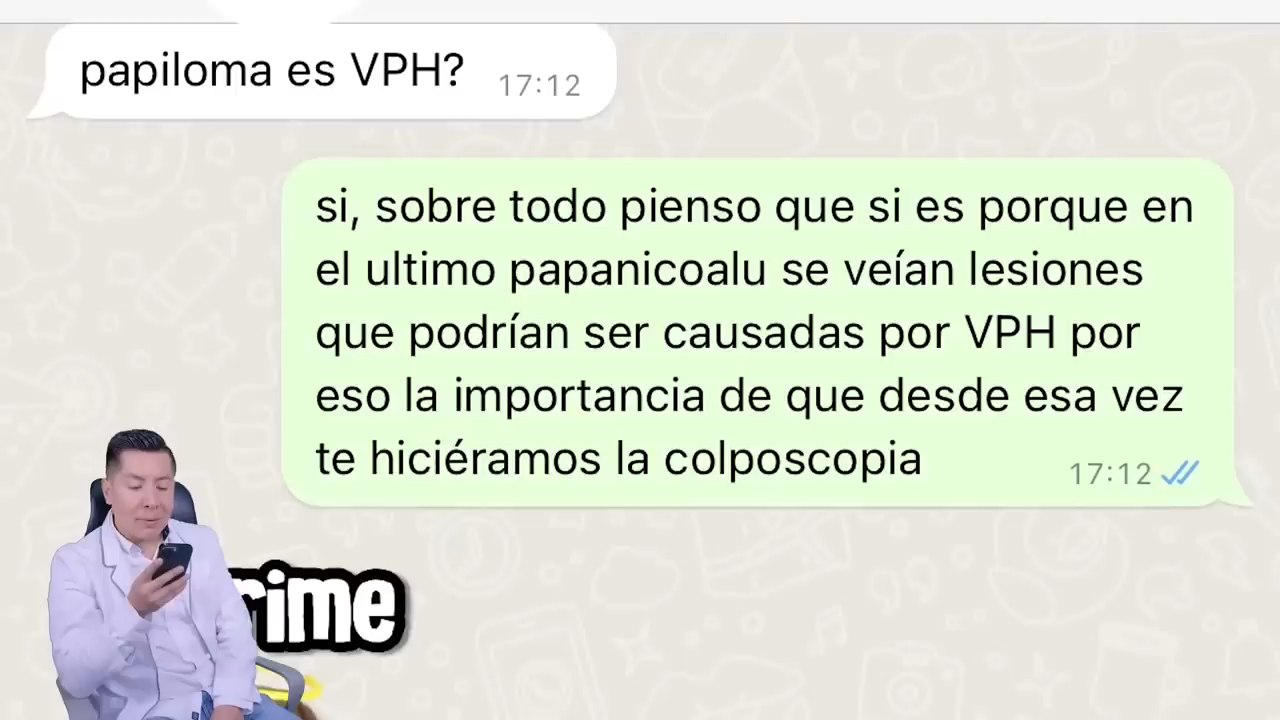 papiloma es VPH?
17:12
si, sobre todo pienso que si es porque en
el ultimo papanicoalu se veían lesiones
que podrían ser causadas por VPH por
eso la importancia de que desde esa vez
te hiciéramos la colposcopia
17:12